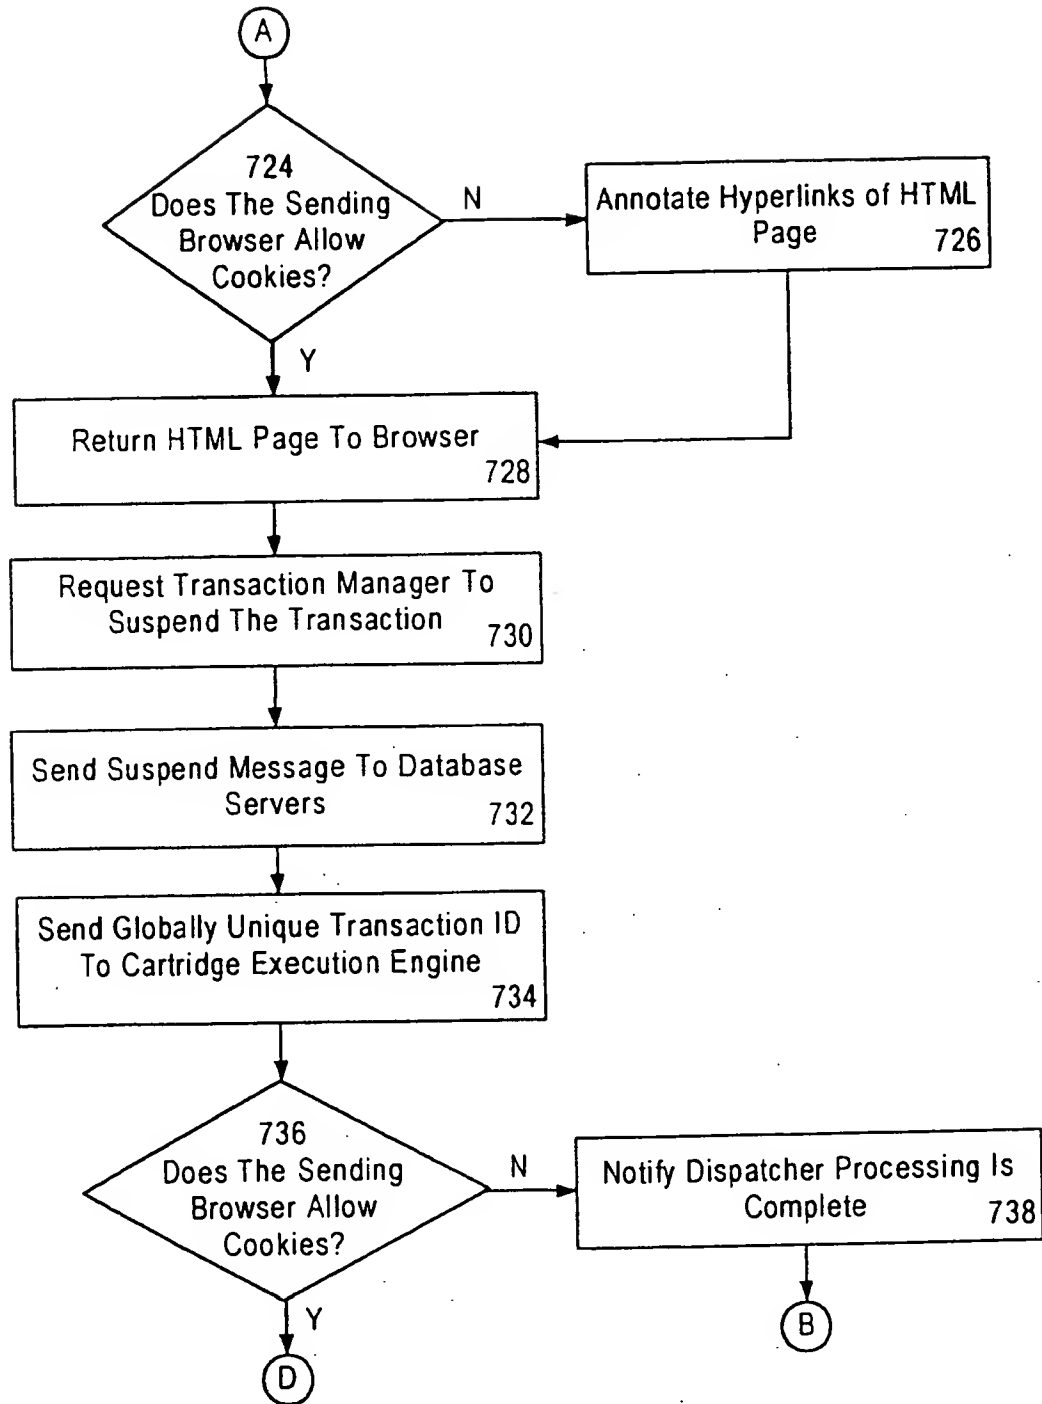 A
724
Does The Sending
Browser Allow
Cookies?
N
Annotate Hyperlinks of HTML
Page
726
Y
Return HTML Page To Browser
728
Request Transaction Manager To
Suspend The Transaction
730
Send Suspend Message To Database
Servers
732
Send Globally Unique Transaction ID
To Cartridge Execution Engine
734
736
Does The Sending
Browser Allow
Cookies?
N
Notify Dispatcher Processing Is
Complete
738
Y
B
D